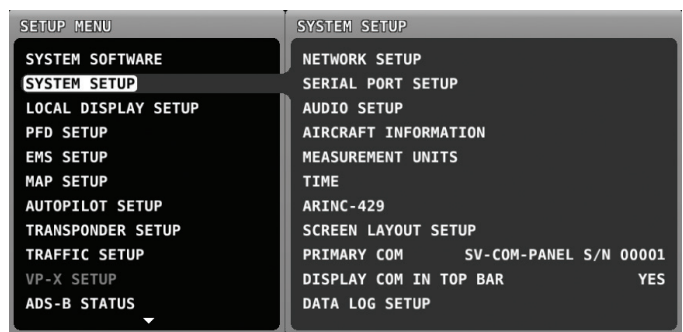 SETUP MENU
SYSTEM SOFTWARE
SYSTEM SETUP
LOCAL DISPLAY SETUP
PFD SETUP
EMS SETUP
MAP SETUP
AUTOPILOT SETUP
TRANSPONDER SETUP
TRAFFIC SETUP
VP-X SETUP
ADS-B STATUS
SYSTEM SETUP
NETWORK SETUP
SERIAL PORT SETUP
AUDIO SETUP
AIRCRAFT INFORMATION
MEASUREMENT UNITS
TIME
ARINC-429
SCREEN LAYOUT SETUP
PRIMARY COM SV-COM-PANEL S/N 00001
DISPLAY COM IN TOP BAR YES
DATA LOG SETUP